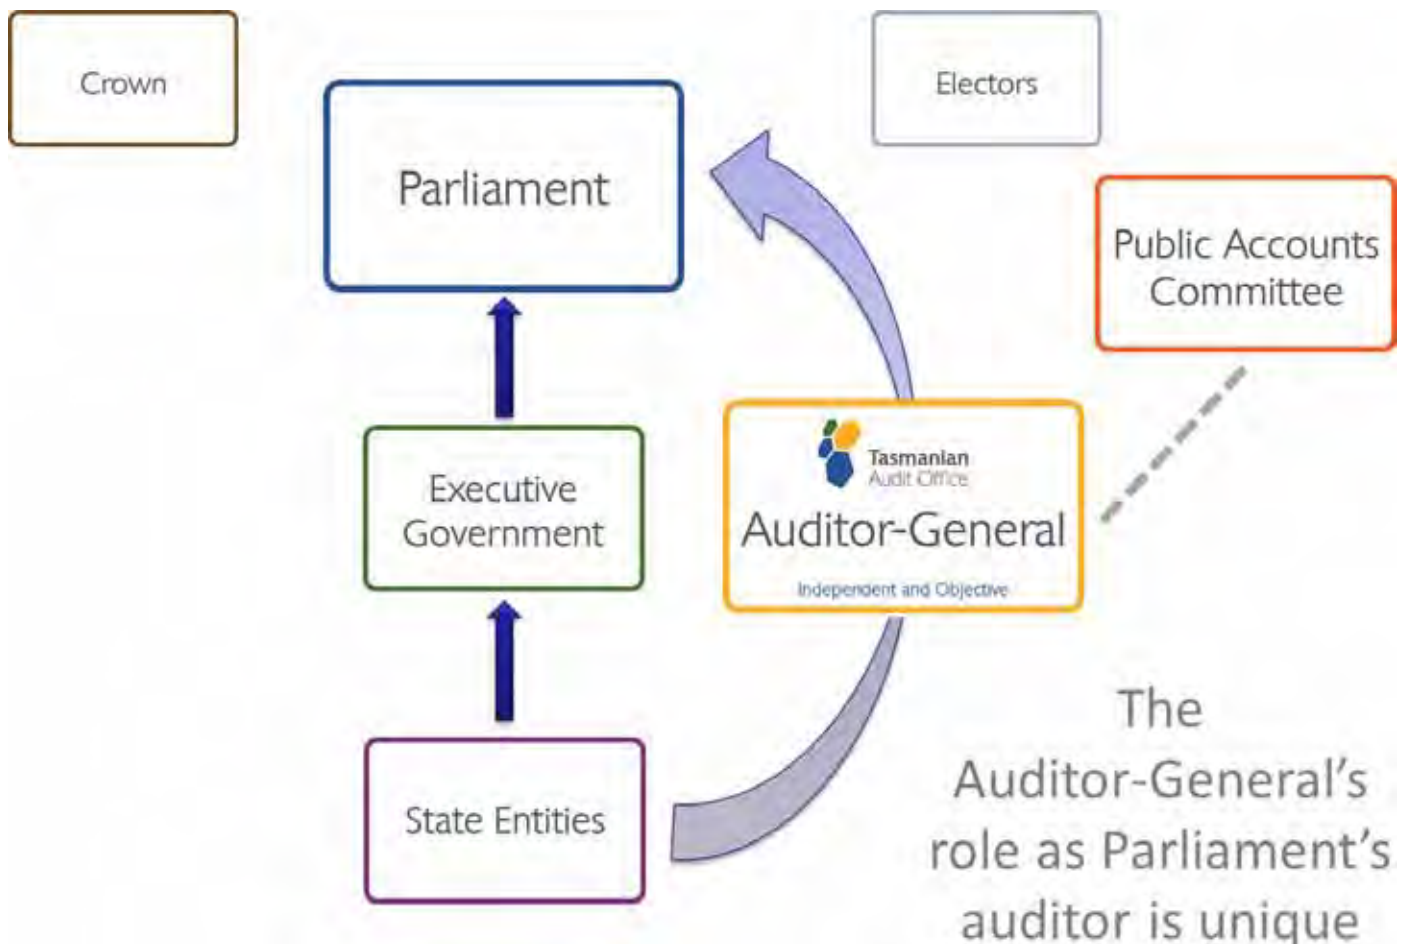 Crown
Electors
Parliament
Public Accounts
Committee
Tasmanian
Audit Office
Executive
Government
Auditor-General
Independent and Objective
State Entities
The
Auditor-General's
role as Parliament's
auditor is unique